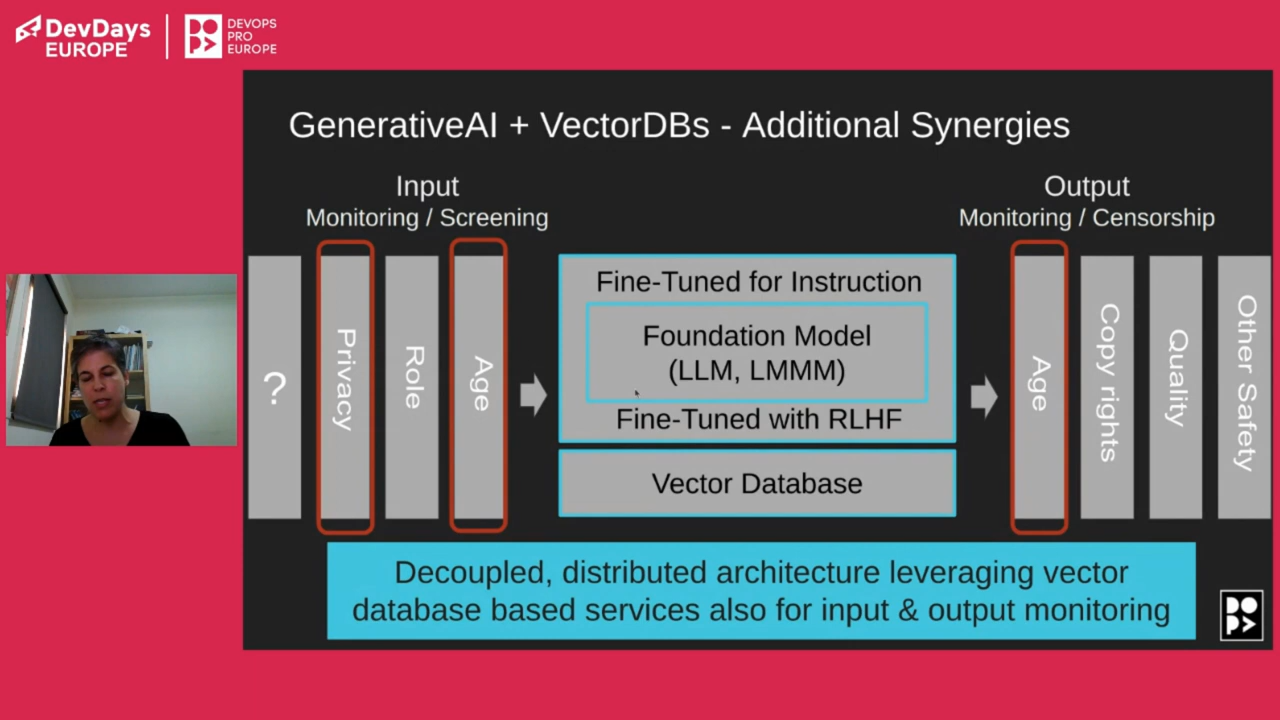 DevDays
EUROPE
DEVOPS
PRO
EUROPE
GenerativeAI + VectorDBs - Additional Synergies
Input
Monitoring / Screening
Output
Monitoring / Censorship
?
Privacy
Role
Age
Fine-Tuned for Instruction
Foundation Model
(LLM, LMMM)
Fine-Tuned with RLHF
Vector Database
Age
Copy rights
Quality
Other Safety
Decoupled, distributed architecture leveraging vector
database based services also for input & output monitoring